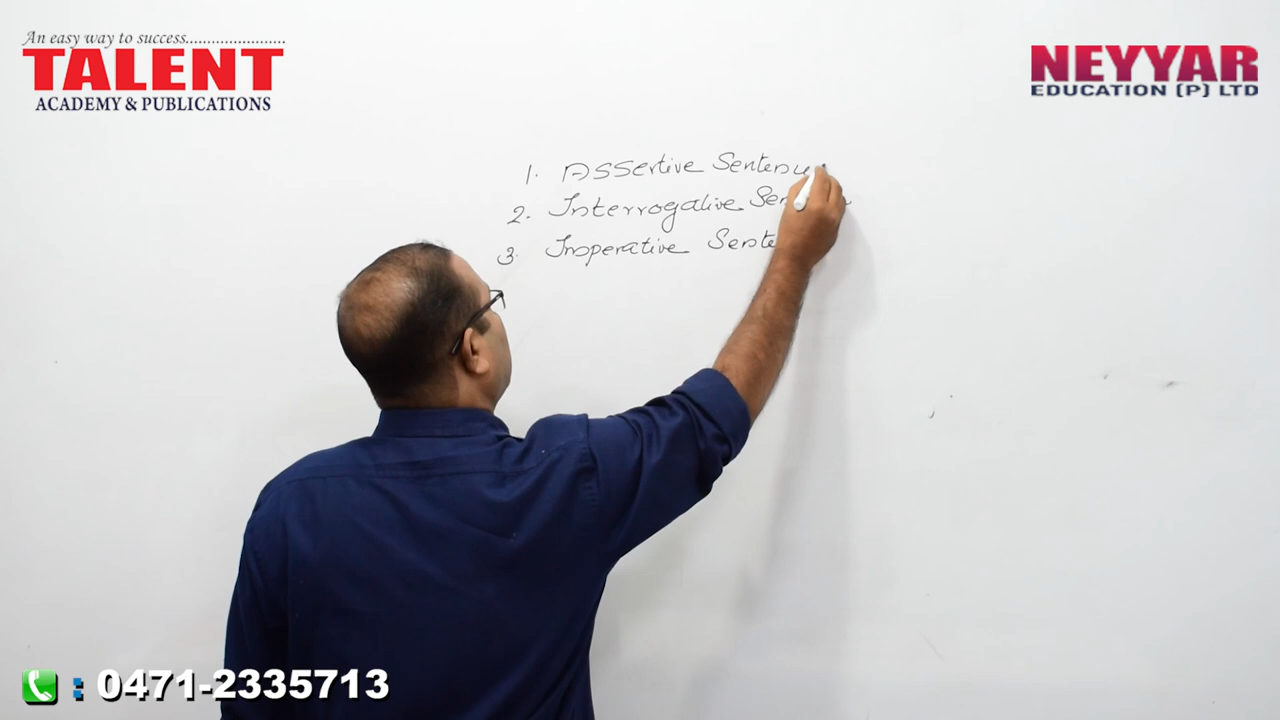 An easy way to success.......................
TALENT
ACADEMY & PUBLICATIONS
NEYYAR
EDUCATION (P) LTD
1. Assertive
2. Interrogative
3. Imperative
: 0471-2335713